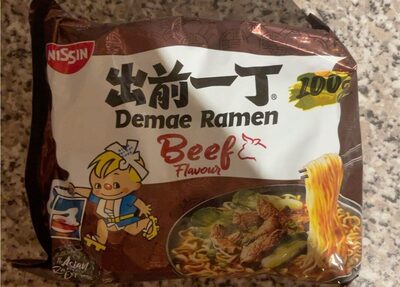 NISSIN
出前一丁®
100g
Demae Ramen
Beef
Flavour